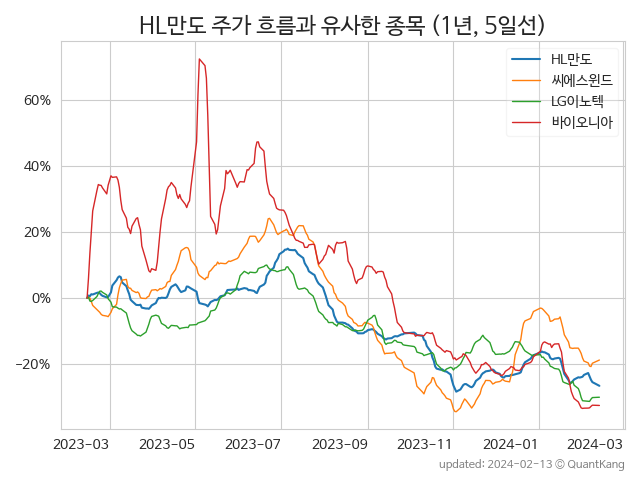 HL만도 주가 흐름과 유사한 종목 (1년, 5일선)
HL만도
씨에스윈드
LG이노텍
바이오니아
60%
40%
20%
0%
−20%
2023−03
2023−05
2023−07
2023−09
2023−11
2024−01
2024−03
updated: 2024-02-13 © QuantKang